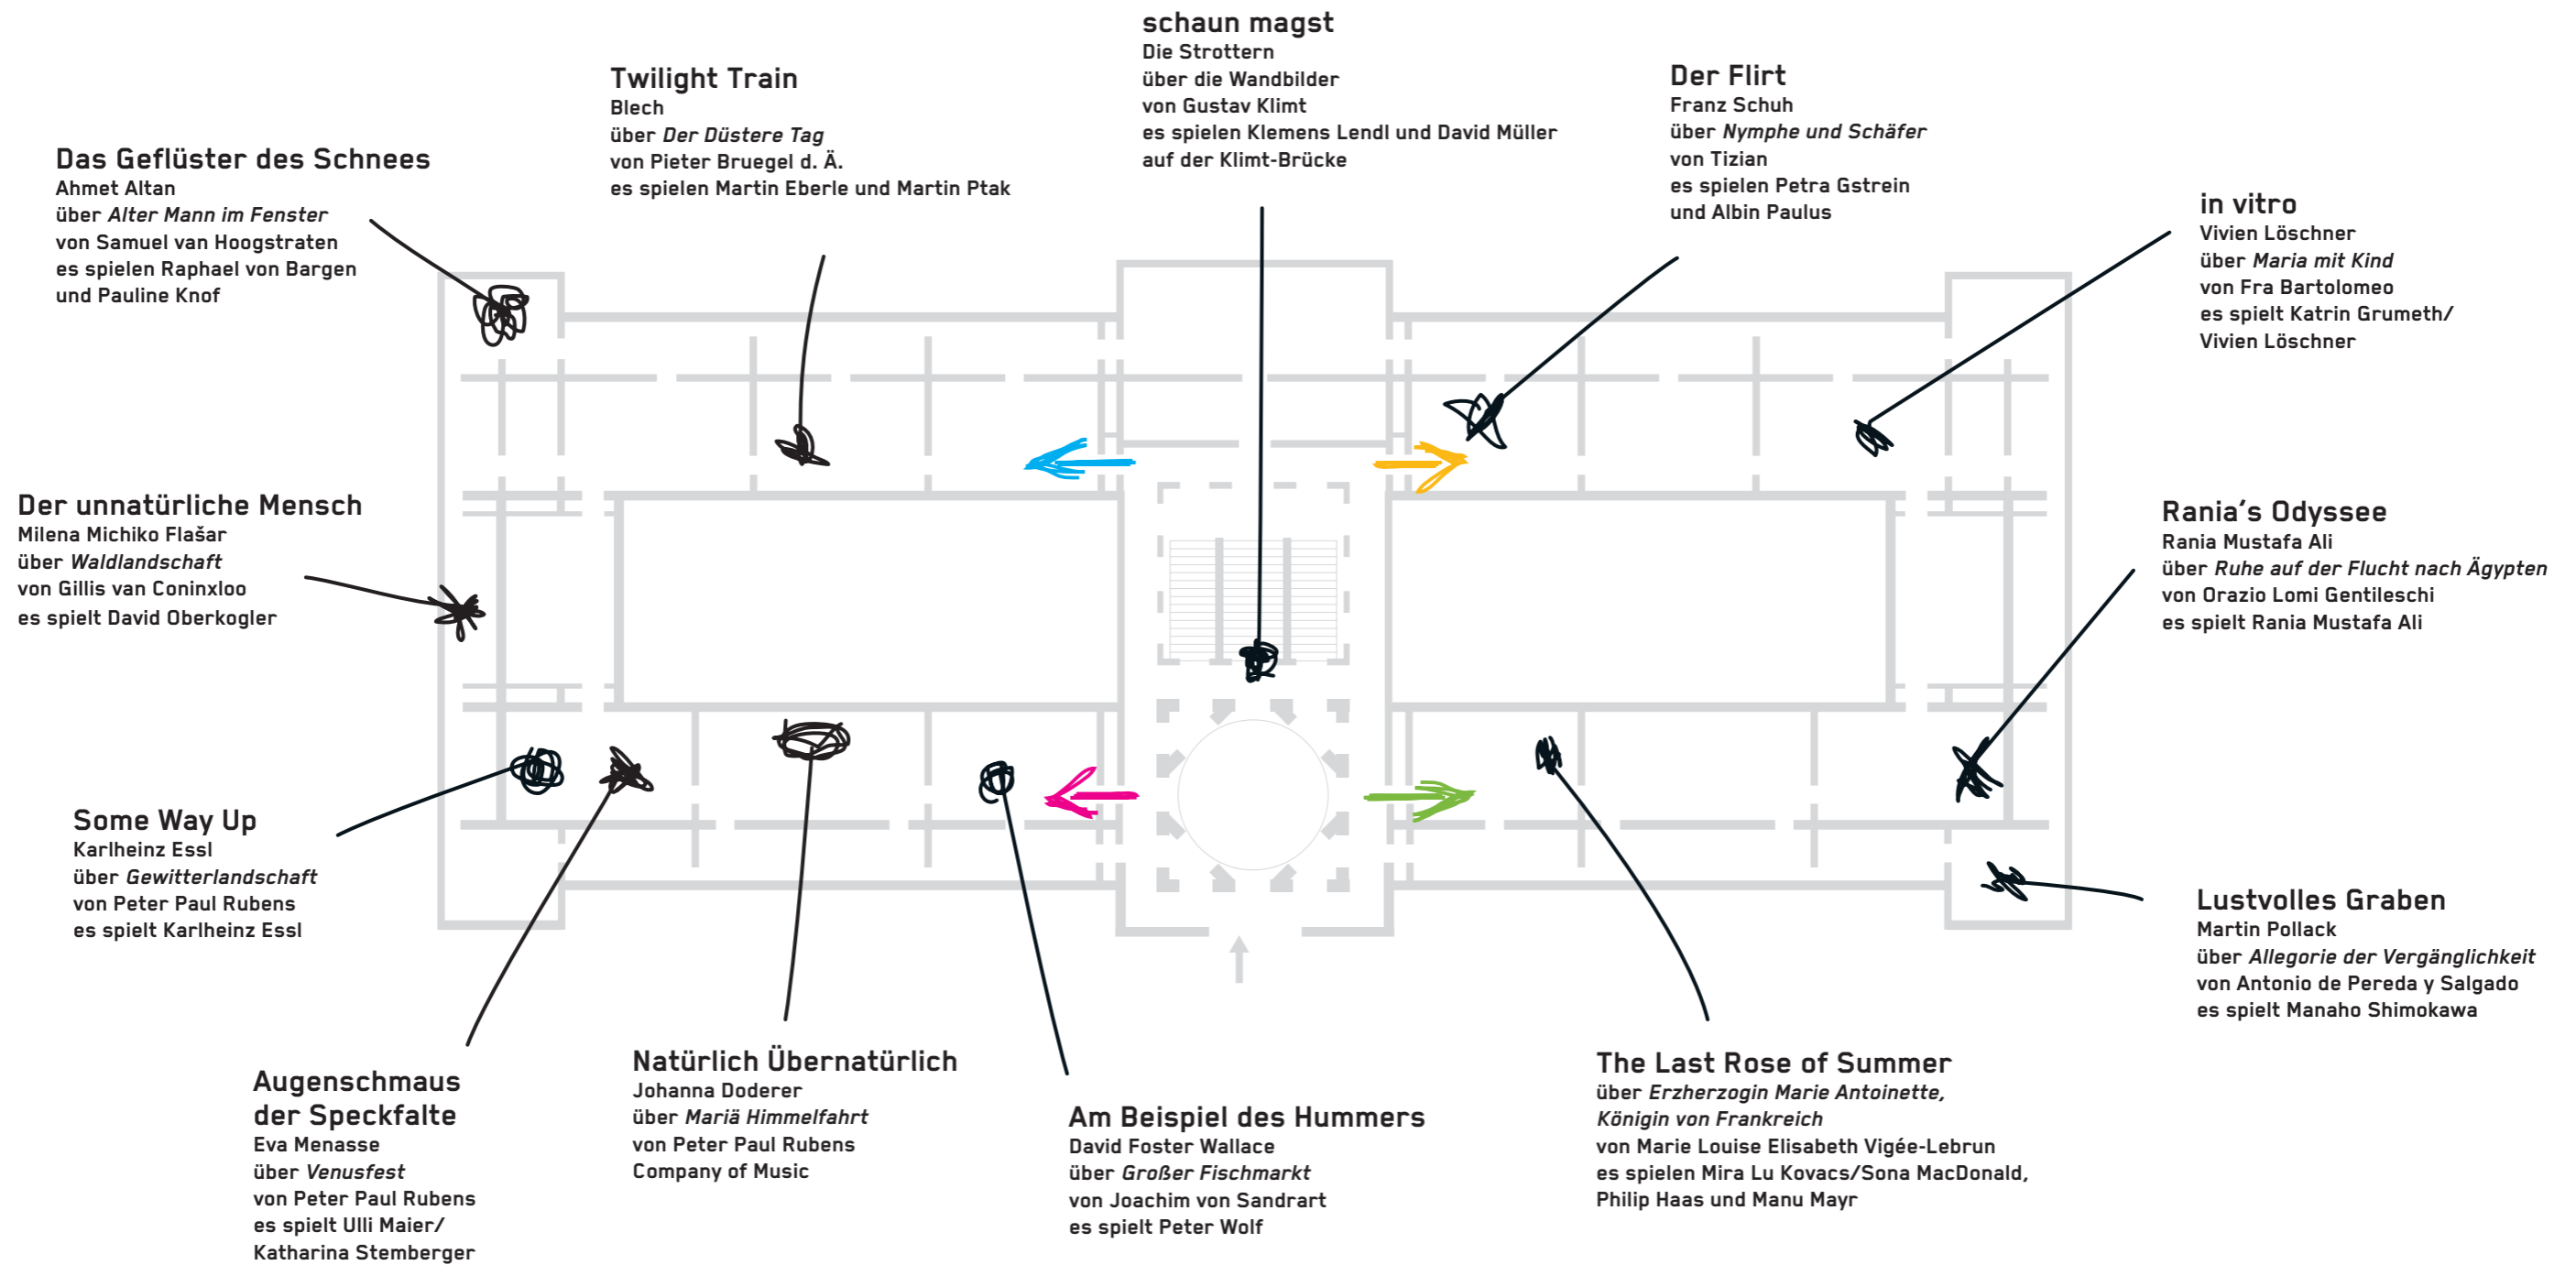 schaun magst
Die Strottern
über die Wandbilder
von Gustav Klimt
es spielen Klemens Lendl und David Müller
auf der Klimt-Brücke
Twilight Train
Blech
über Der Düstere Tag
von Pieter Bruegel d. Ä.
es spielen Martin Eberle und Martin Ptak
Der Flirt
Franz Schuh
über Nymphe und Schäfer
von Tizian
es spielen Petra Gstrein
und Albin Paulus
Das Geflüster des Schnees
Ahmet Altan
über Alter Mann im Fenster
von Samuel van Hoogstraten
es spielen Raphael von Bargen
und Pauline Knof
in vitro
Vivien Löschner
über Maria mit Kind
von Fra Bartolomeo
es spielt Katrin Grumeth/
Vivien Löschner
Der unnatürliche Mensch
Milena Michiko Flašar
über Waldlandschaft
von Gillis van Coninxloo
es spielt David Oberkogler
Rania's Odyssee
Rania Mustafa Ali
über Ruhe auf der Flucht nach Ägypten
von Orazio Lomi Gentileschi
es spielt Rania Mustafa Ali
Some Way Up
Karlheinz Essl
über Gewitterlandschaft
von Peter Paul Rubens
es spielt Karlheinz Essl
Lustvolles Graben
Martin Pollack
über Allegorie der Vergänglichkeit
von Antonio de Pereda y Salgado
es spielt Manaho Shimokawa
Augenschmaus
der Speckfalte
Eva Menasse
über Venusfest
von Peter Paul Rubens
es spielt Ulli Maier/
Katharina Stemberger
Natürlich Übernatürlich
Johanna Doderer
über Mariä Himmelfahrt
von Peter Paul Rubens
Company of Music
Am Beispiel des Hummers
David Foster Wallace
über Großer Fischmarkt
von Joachim von Sandrart
es spielt Peter Wolf
The Last Rose of Summer
über Erzherzogin Marie Antoinette,
Königin von Frankreich
von Marie Louise Elisabeth Vigée-Lebrun
es spielen Mira Lu Kovacs/Sona MacDonald,
Philip Haas und Manu Mayr